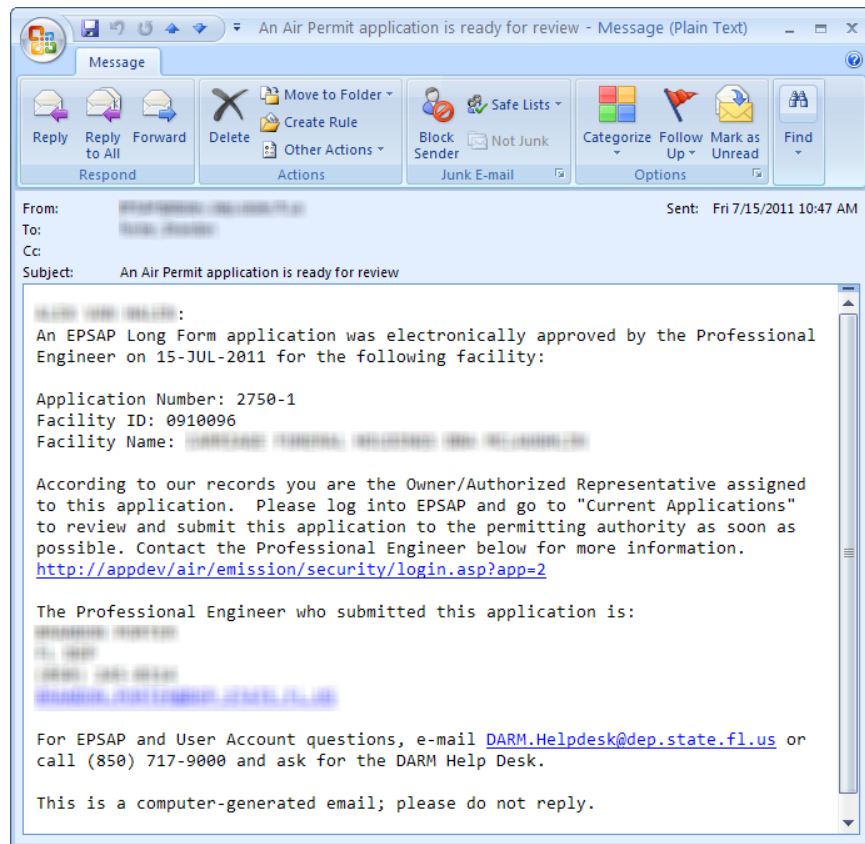 An Air Permit application is ready for review - Message (Plain Text)
Message
Reply
Reply to All
Forward
Respond
Delete
Move to Folder
Create Rule
Other Actions
Actions
Block Sender
Safe Lists
Not Junk
Junk E-mail
Categorize
Follow Up
Mark as Unread
Options
Find
From:
Sent: Fri 7/15/2011 10:47 AM
To:
Cc:
Subject: An Air Permit application is ready for review
:
An EPSAP Long Form application was electronically approved by the Professional
Engineer on 15-JUL-2011 for the following facility:
Application Number: 2750-1
Facility ID: 0910096
Facility Name:
According to our records you are the Owner/Authorized Representative assigned
to this application.  Please log into EPSAP and go to "Current Applications"
to review and submit this application to the permitting authority as soon as
possible. Contact the Professional Engineer below for more information.
http://appdev/air/emission/security/login.asp?app=2
The Professional Engineer who submitted this application is:
For EPSAP and User Account questions, e-mail DARM.Helpdesk@dep.state.fl.us or
call (850) 717-9000 and ask for the DARM Help Desk.
This is a computer-generated email; please do not reply.